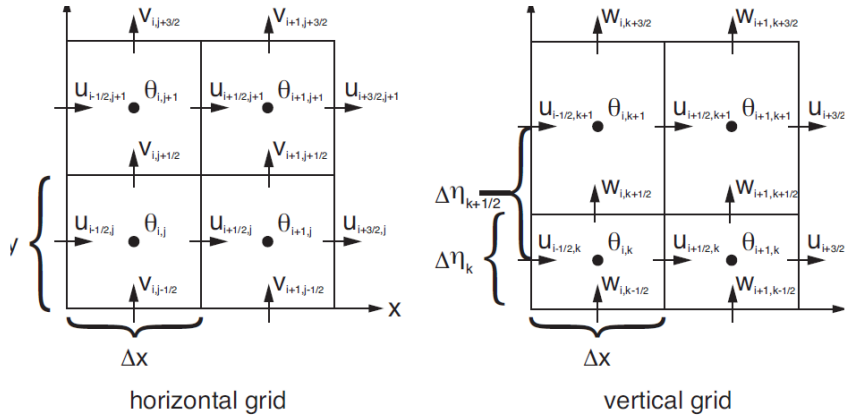 v_{i,j+3/2} v_{i+1,j+3/2}
u_{i-1/2,j+1} θ_{i,j+1} u_{i+1/2,j+1} θ_{i+1,j+1} u_{i+3/2,j+1}
v_{i,j+1/2} v_{i+1,j+1/2}
y
u_{i-1/2,j} θ_{i,j} u_{i+1/2,j} θ_{i+1,j} u_{i+3/2,j}
v_{i,j-1/2} v_{i+1,j-1/2}
x
Δx
horizontal grid
w_{i,k+3/2} w_{i+1,k+3/2}
u_{i-1/2,k+1} θ_{i,k+1} u_{i+1/2,k+1} θ_{i+1,k+1} u_{i+3/2
Δη_{k+1/2}
w_{i,k+1/2} w_{i+1,k+1/2}
Δη_k
u_{i-1/2,k} θ_{i,k} u_{i+1/2,k} θ_{i+1,k} u_{i+3/2
w_{i,k-1/2} w_{i+1,k-1/2}
Δx
vertical grid